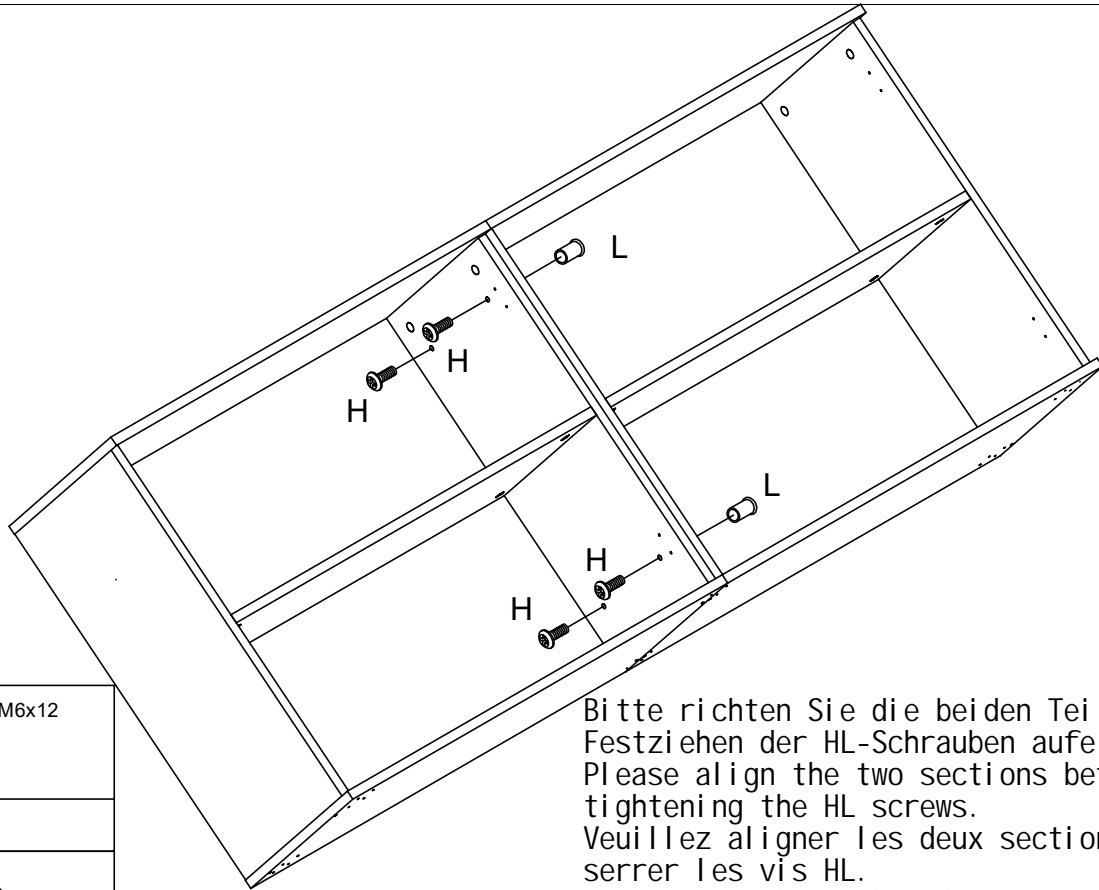 L
H
H
L
H
H
M6x12
Bitte richten Sie die beiden Tei
Festziehen der HL-Schrauben aufe
Please align the two sections be
tightening the HL screws.
Veuillez aligner les deux section
serrer les vis HL.